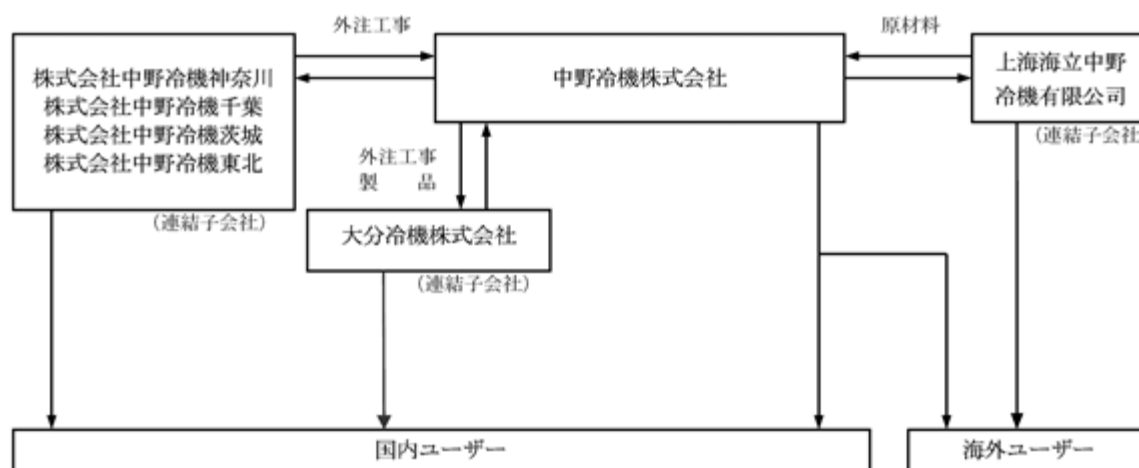 外注工事
原材料
株式会社中野冷機神奈川
株式会社中野冷機千葉
株式会社中野冷機茨城
株式会社中野冷機東北
(連結子会社)
中野冷機株式会社
上海海立中野
冷機有限公司
(連結子会社
外注工事
製　　品
大分冷機株式会社
(連結子会社)
国内ユーザー
海外ユーザー